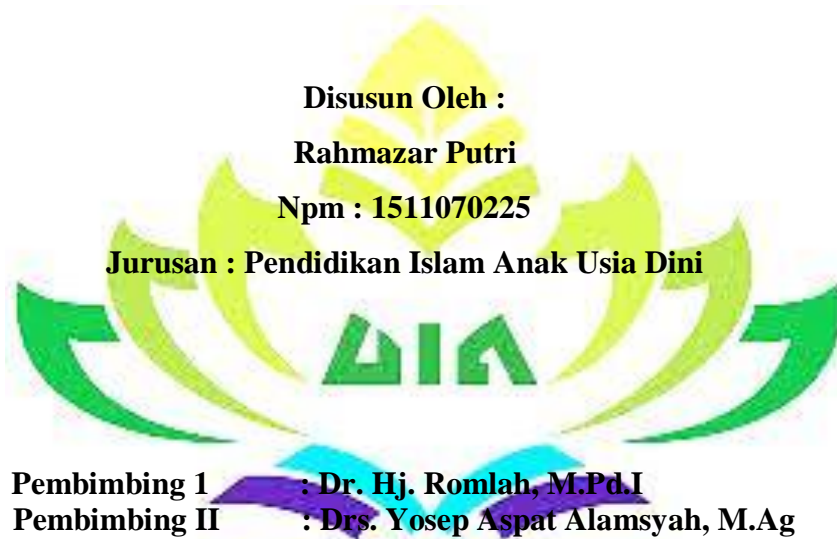 Disusun Oleh :
Rahmazar Putri
Npm : 1511070225
Jurusan : Pendidikan Islam Anak Usia Dini
UIN
Pembimbing 1 : Dr. Hj. Romlah, M.Pd.I
Pembimbing II : Drs. Yosep Aspat Alamsyah, M.Ag